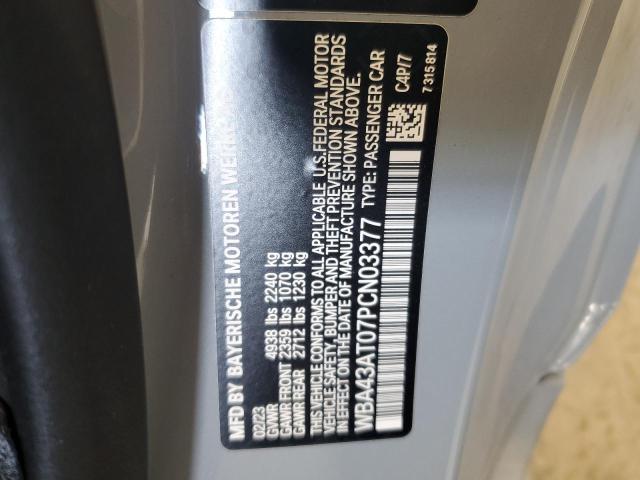 MFD BY BAYERISCHE MOTOREN WERKE
02/23
GVWR 4938 lbs 2240 kg
GAWR FRONT 2359 lbs 1070 kg
GAWR REAR 2712 lbs 1230 kg
THIS VEHICLE CONFORMS TO ALL APPLICABLE U.S. FEDERAL MOTOR
VEHICLE SAFETY, BUMPER AND THEFT PREVENTION STANDARDS
IN EFFECT ON THE DATE OF MANUFACTURE SHOWN ABOVE.
WBA43AT07PCN03377 TYPE: PASSENGER CAR
C4P/7
7 315 814